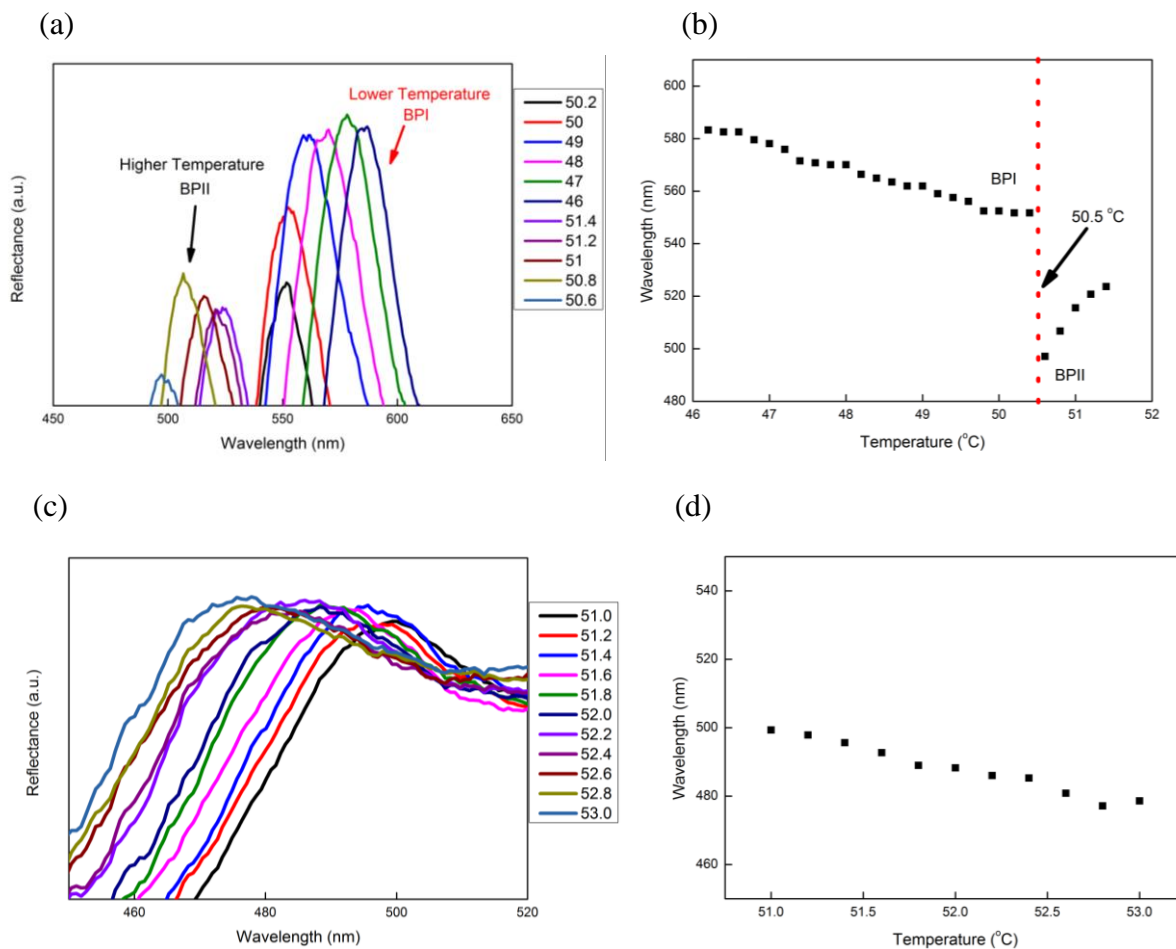 (a)
Reflectance (a.u.)
Higher Temperature
BPII
Lower Temperature
BPI
50.2
50
49
48
47
46
51.4
51.2
51
50.8
50.6
450 500 550 600 650
Wavelength (nm)
(b)
Wavelength (nm)
600
580
560
540
520
500
480
BPI
50.5 °C
BPII
46 47 48 49 50 51 52
Temperature (°C)
(c)
Reflectance (a.u.)
51.0
51.2
51.4
51.6
51.8
52.0
52.2
52.4
52.6
52.8
53.0
460 480 500 520
Wavelength (nm)
(d)
Wavelength (nm)
540
520
500
480
460
51.0 51.5 52.0 52.5 53.0
Temperature (°C)